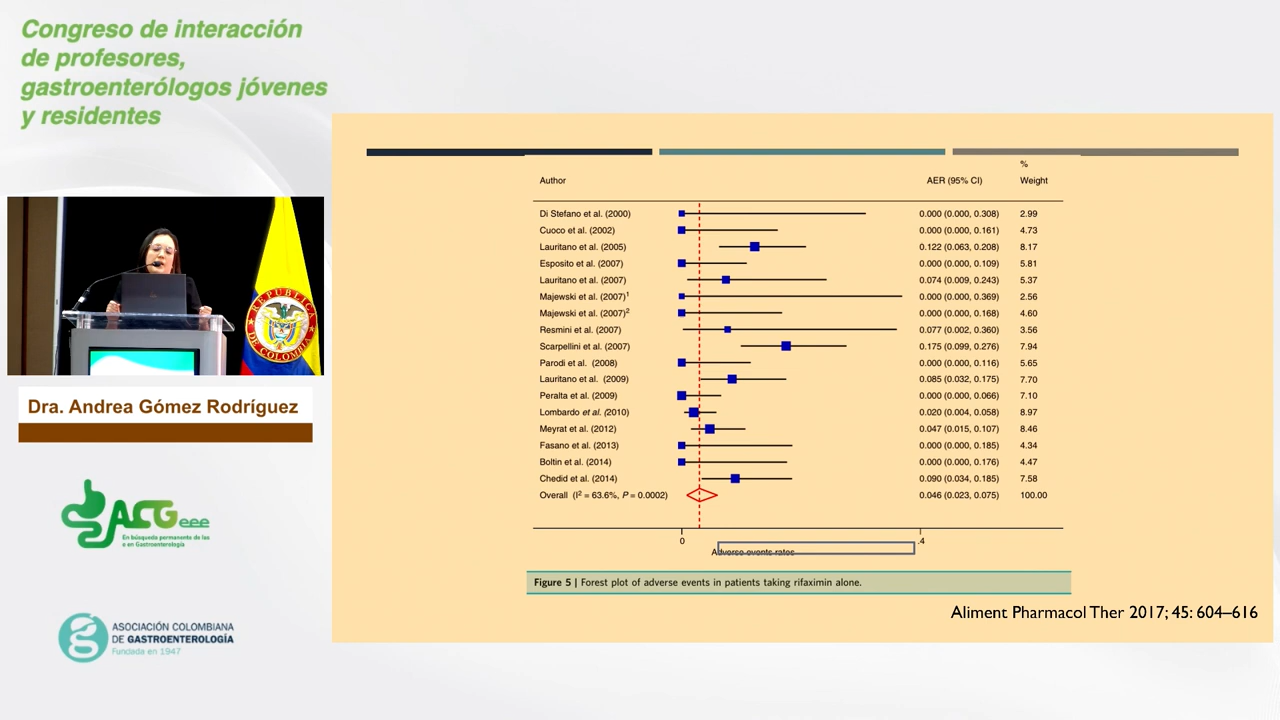 Congreso de interacción
de profesores,
gastroenterólogos jóvenes
y residentes
REPUBLICA
DE COLOMBIA
Dra. Andrea Gómez Rodríguez
ACGeee
En búsqueda permanente de las
e en Gastroenterología
ASOCIACIÓN COLOMBIANA
DE GASTROENTEROLOGÍA
Fundada en 1947
%
Author AER (95% CI) Weight
Di Stefano et al. (2000) 0.000 (0.000, 0.308) 2.99
Cuoco et al. (2002) 0.000 (0.000, 0.161) 4.73
Lauritano et al. (2005) 0.122 (0.063, 0.208) 8.17
Esposito et al. (2007) 0.000 (0.000, 0.109) 5.81
Lauritano et al. (2007) 0.074 (0.009, 0.243) 5.37
Majewski et al. (2007)¹ 0.000 (0.000, 0.369) 2.56
Majewski et al. (2007)² 0.000 (0.000, 0.168) 4.60
Resmini et al. (2007) 0.077 (0.002, 0.360) 3.56
Scarpellini et al. (2007) 0.175 (0.099, 0.276) 7.94
Parodi et al. (2008) 0.000 (0.000, 0.116) 5.65
Lauritano et al. (2009) 0.085 (0.032, 0.175) 7.70
Peralta et al. (2009) 0.000 (0.000, 0.066) 7.10
Lombardo et al. (2010) 0.020 (0.004, 0.058) 8.97
Meyrat et al. (2012) 0.047 (0.015, 0.107) 8.46
Fasano et al. (2013) 0.000 (0.000, 0.185) 4.34
Boltin et al. (2014) 0.000 (0.000, 0.176) 4.47
Chedid et al. (2014) 0.090 (0.034, 0.185) 7.58
Overall (I² = 63.6%, P = 0.0002) 0.046 (0.023, 0.075) 100.00
0 .4
Adverse events rates
Figure 5 | Forest plot of adverse events in patients taking rifaximin alone.
Aliment Pharmacol Ther 2017; 45: 604–616